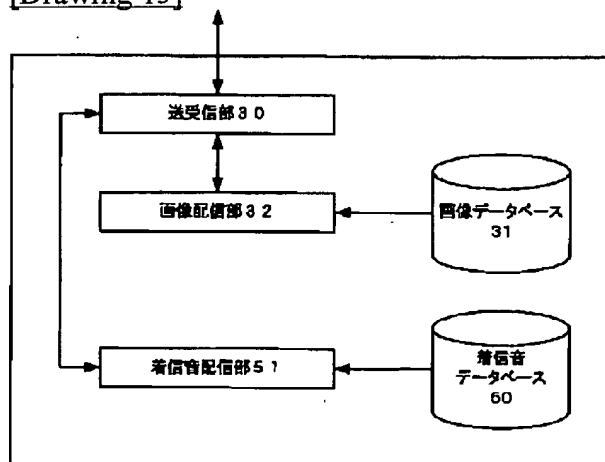 [Drawing 19]
送受信部30
画像配信部32
画像データベース
31
着信音配信部51
着信音
データベース
60